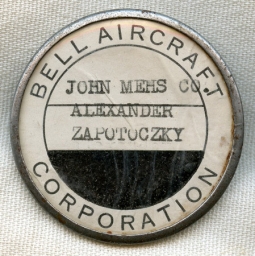 BELL AIRCRAFT
JOHN MEHS CO.
ALEXANDER
ZAPOTOCZKY
CORPORATION